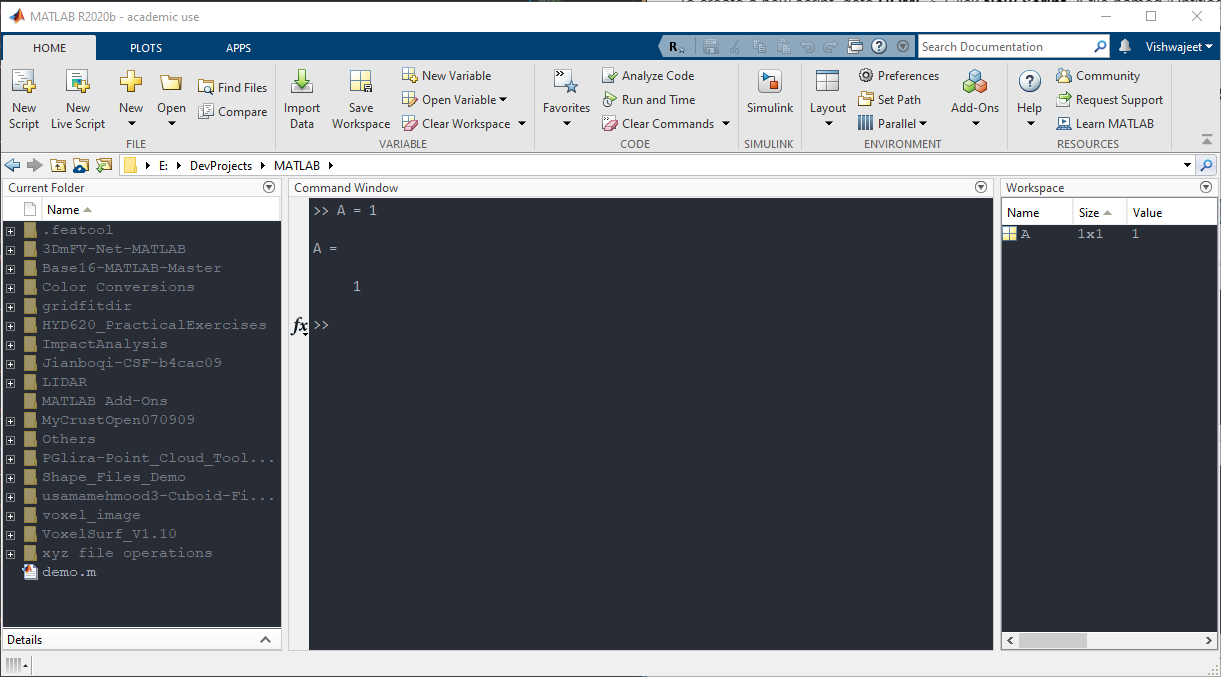 MATLAB R2020b - academic use
HOME PLOTS APPS
Search Documentation
Vishwajeet
New Script
New Live Script
New
Open
Find Files
Compare
FILE
Import Data
Save Workspace
New Variable
Open Variable
Clear Workspace
VARIABLE
Favorites
Analyze Code
Run and Time
Clear Commands
CODE
Simulink
SIMULINK
Layout
Preferences
Set Path
Parallel
Add-Ons
ENVIRONMENT
Help
Community
Request Support
Learn MATLAB
RESOURCES
E: DevProjects MATLAB
Current Folder
Name
.featool
3DmFV-Net-MATLAB
Base16-MATLAB-Master
Color Conversions
gridfitdir
HYD620_PracticalExercises
ImpactAnalysis
Jianboqi-CSF-b4cac09
LIDAR
MATLAB Add-Ons
MyCrustOpen070909
Others
PGlira-Point_Cloud_Tool...
Shape_Files_Demo
usamamehmood3-Cuboid-Fi...
voxel_image
VoxelSurf_V1.10
xyz file operations
demo.m
Details
Command Window
>> A = 1
A =
1
fx >>
Workspace
Name Size Value
A 1x1 1